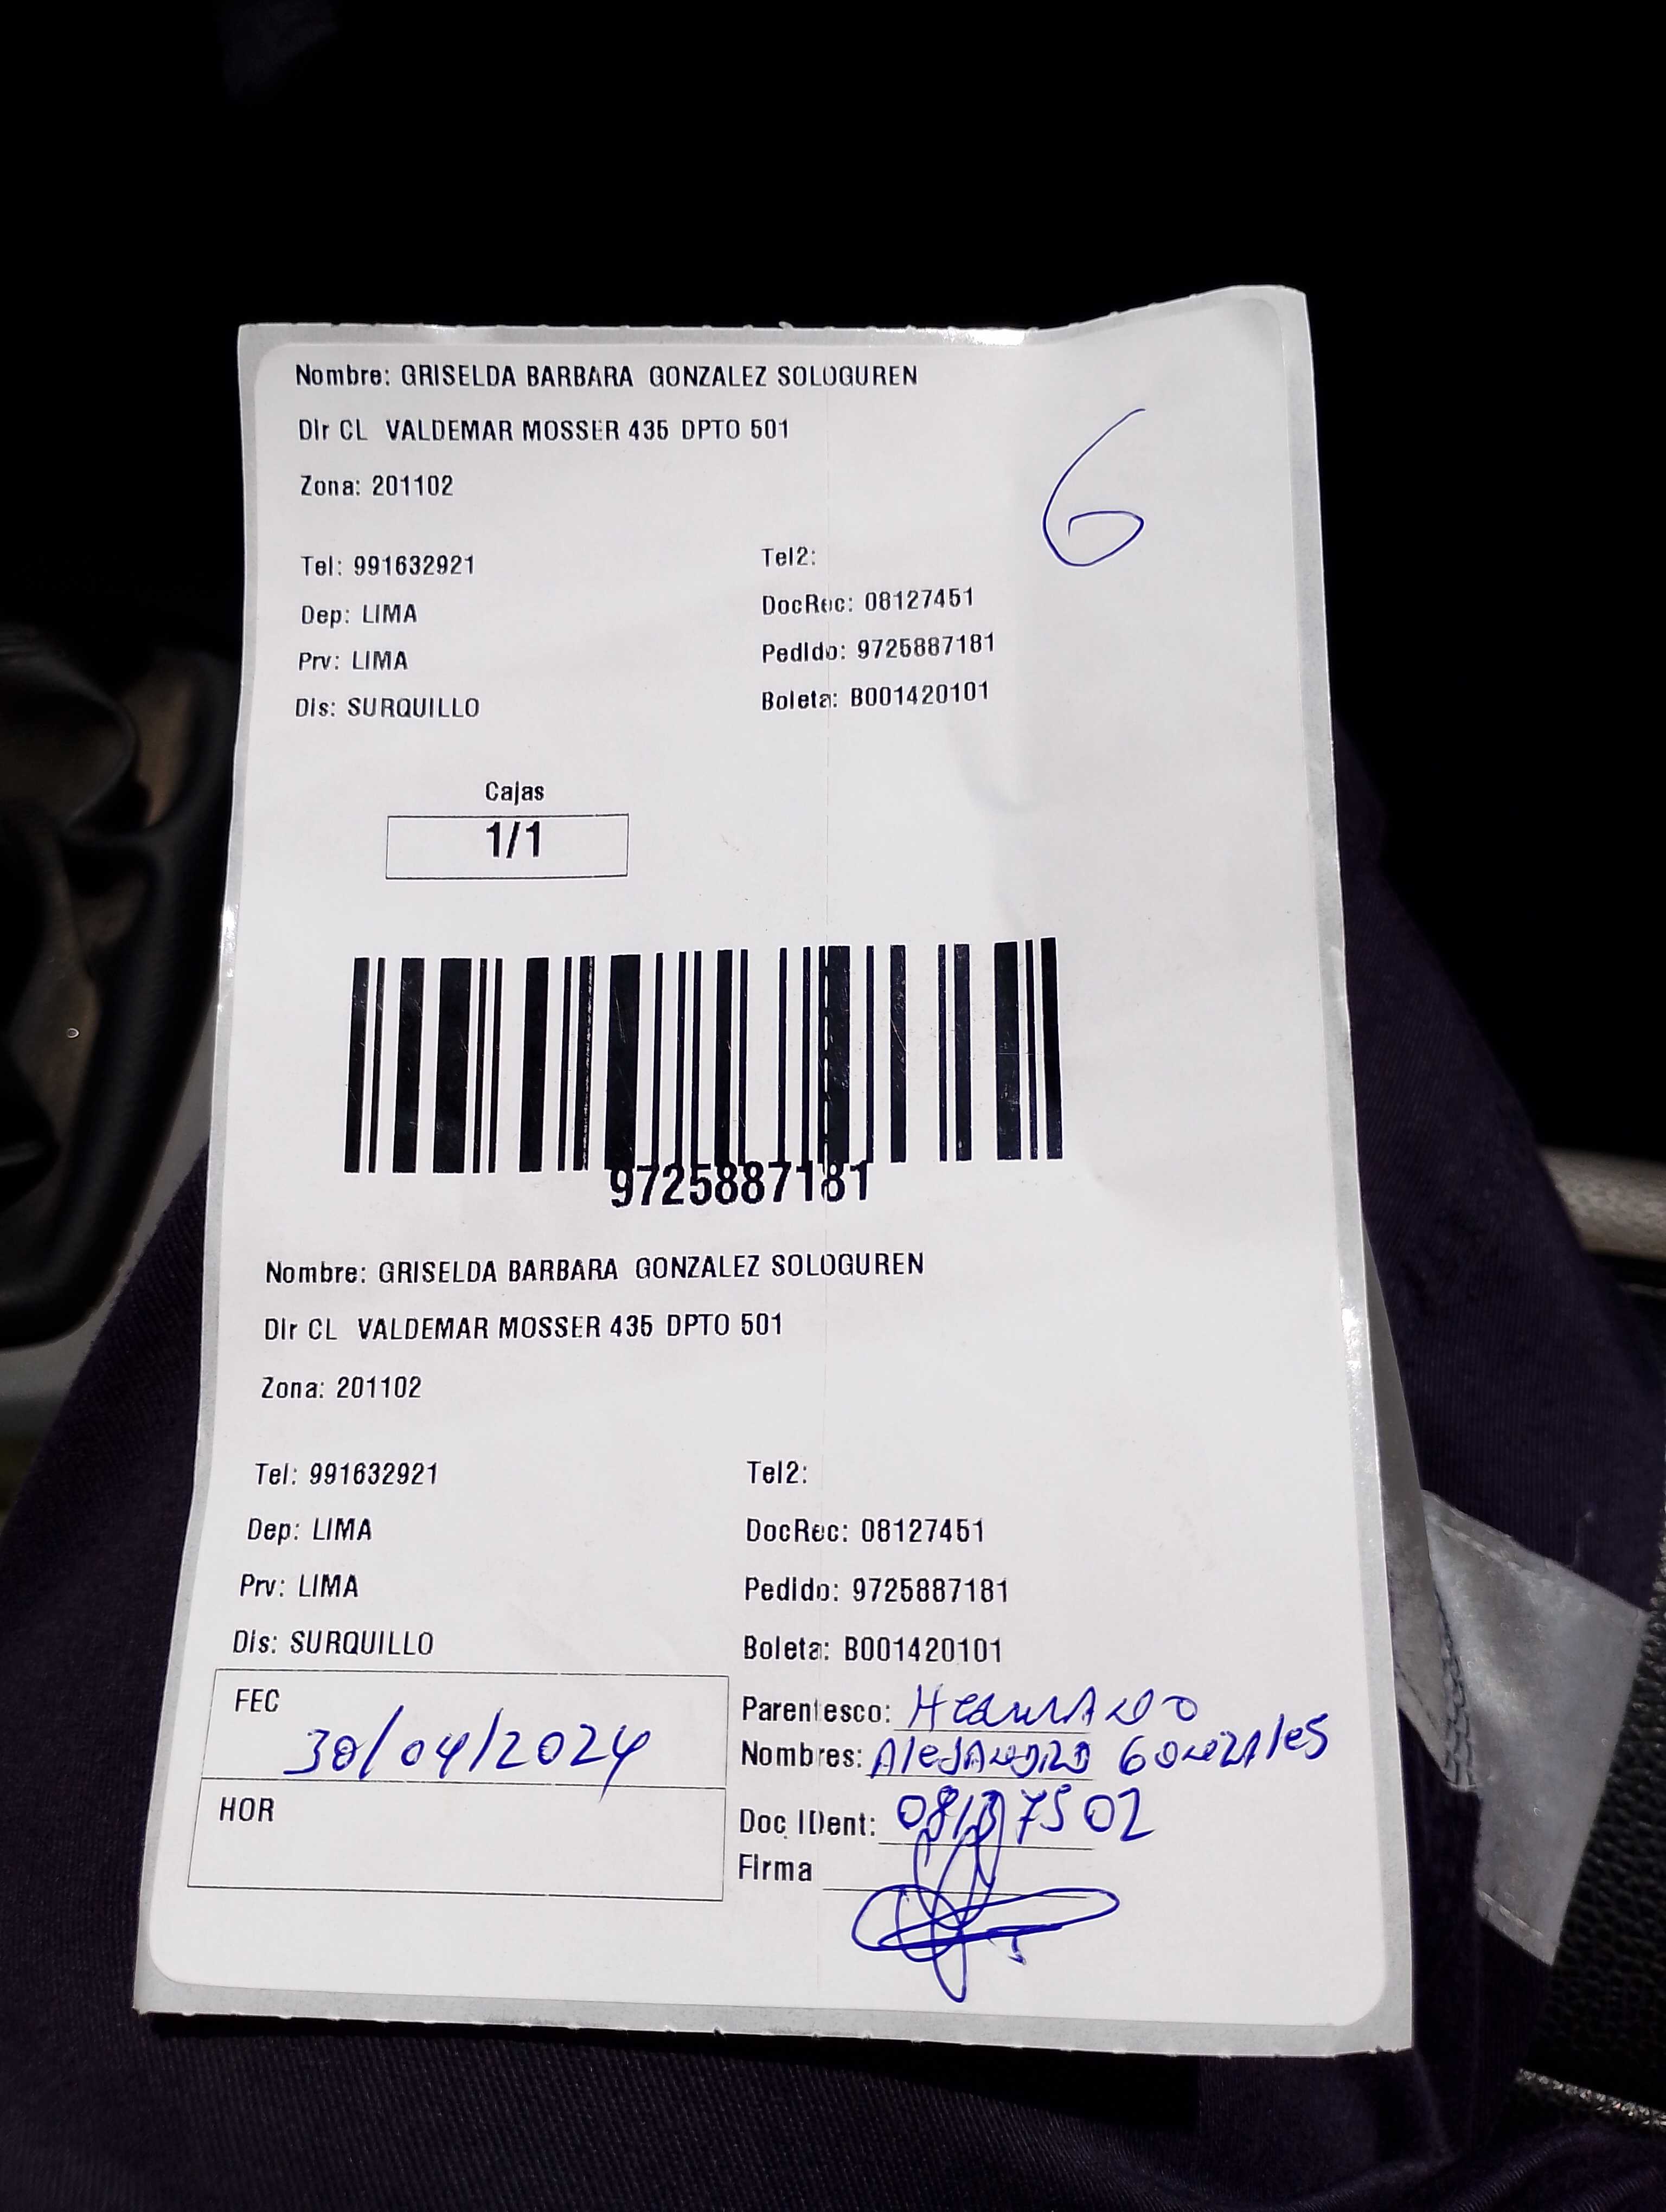 Nombre: GRISELDA BARBARA GONZALEZ SOLOGUREN
6
Dir CL VALDEMAR MOSSER 435 DPTO 501
Zona: 201102
Tel: 991632921 Tel2:
Dep: LIMA DocRec: 08127451
Prv: LIMA Pedido: 9725887181
Dis: SURQUILLO Boleta: B001420101
Cajas
1/1
9725887181
Nombre: GRISELDA BARBARA GONZALEZ SOLOGUREN
Dir CL VALDEMAR MOSSER 435 DPTO 501
Zona: 201102
Tel: 991632921 Tel2:
Dep: LIMA DocRec: 08127451
Prv: LIMA Pedido: 9725887181
Dis: SURQUILLO Boleta: B001420101
FEC 30/04/2024
Parentesco:
Nombres: AleJANDRO GONZAleS
HOR
Doc IDent:
Firma